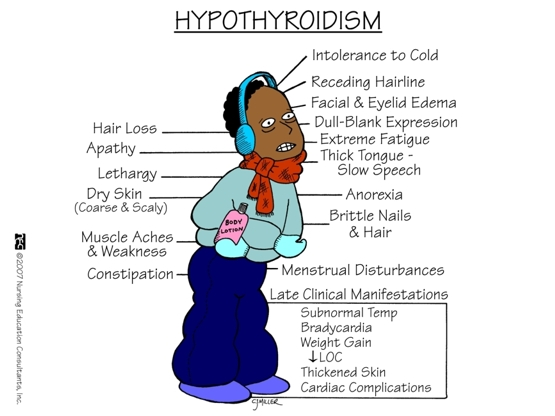 HYPOTHYROIDISM
Intolerance to Cold
Receding Hairline
Facial & Eyelid Edema
Dull-Blank Expression
Extreme Fatigue
Thick Tongue -
Slow Speech
Anorexia
Brittle Nails
& Hair
Menstrual Disturbances
Late Clinical Manifestations
Subnormal Temp
Bradycardia
Weight Gain
↓LOC
Thickened Skin
Cardiac Complications
Hair Loss
Apathy
Lethargy
Dry Skin
(Coarse & Scaly)
Muscle Aches
& Weakness
Constipation
BODY
LOTION
CJMILLER
©2007 Nursing Education Consultants, Inc.